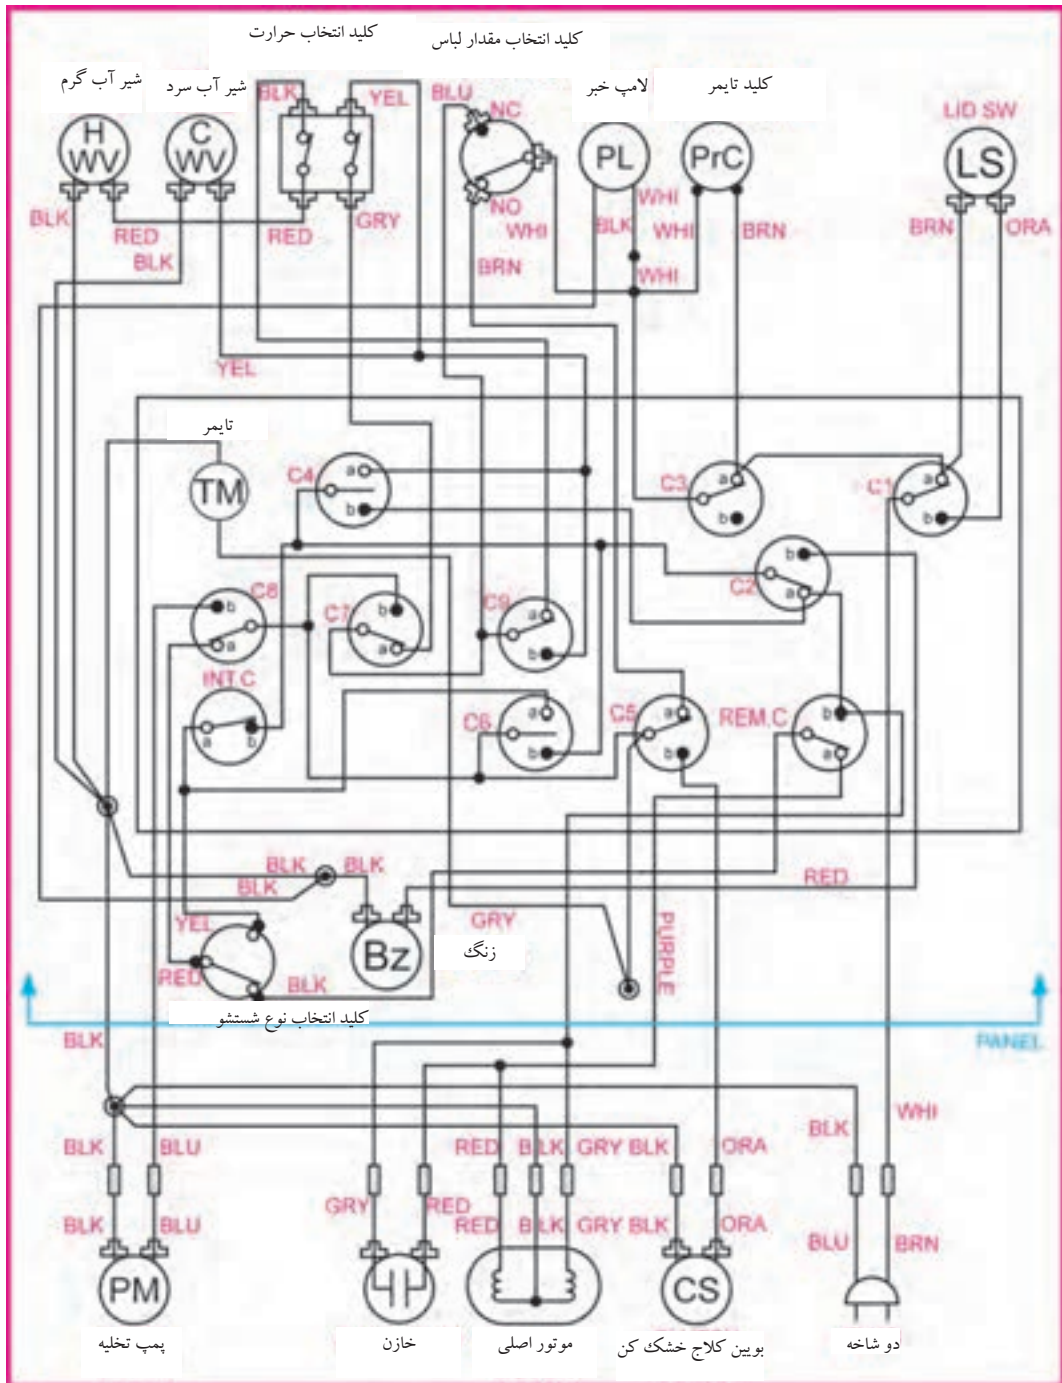 کلید انتخاب حرارت
کلید انتخاب مقدار لباس
شیر آب گرم
شیر آب سرد
لامپ خبر
کلید تایمر
LID SW
BLK
YEL
BLU
NC
H
WV
C
WV
PL
PrC
LS
NO
BLK
RED
BLK
RED
GRY
WHI
BRN
BLK
WHI
WHI
WHI
BRN
BRN
ORA
YEL
تایمر
TM
C4
a
b
C3
a
b
C1
a
b
C2
b
a
C8
b
a
C7
b
a
C9
a
b
INT.C
a
b
C6
a
b
C5
a
b
REM.C
b
a
BLK
BLK
BLK
RED
YEL
GRY
PURPLE
RED
BLK
Bz
زنگ
کلید انتخاب نوع شستشو
BLK
PANEL
WHI
BLK
BLK
BLU
RED
BLK
GRY
BLK
ORA
GRY
RED
BLK
BLU
RED
BLK
GRY
BLK
ORA
BLU
BRN
PM
CS
پمپ تخلیه
خازن
موتور اصلی
بویین کلاج خشک کن
دو شاخه